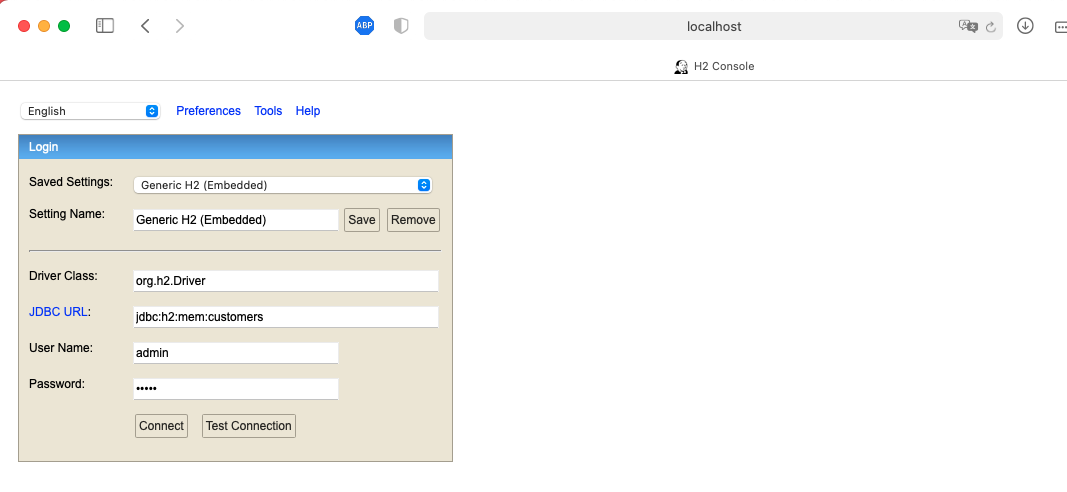 ABP
localhost
H2 Console
English Preferences Tools Help
Login
Saved Settings: Generic H2 (Embedded)
Setting Name: Generic H2 (Embedded) Save Remove
Driver Class: org.h2.Driver
JDBC URL: jdbc:h2:mem:customers
User Name: admin
Password: •••••
Connect Test Connection